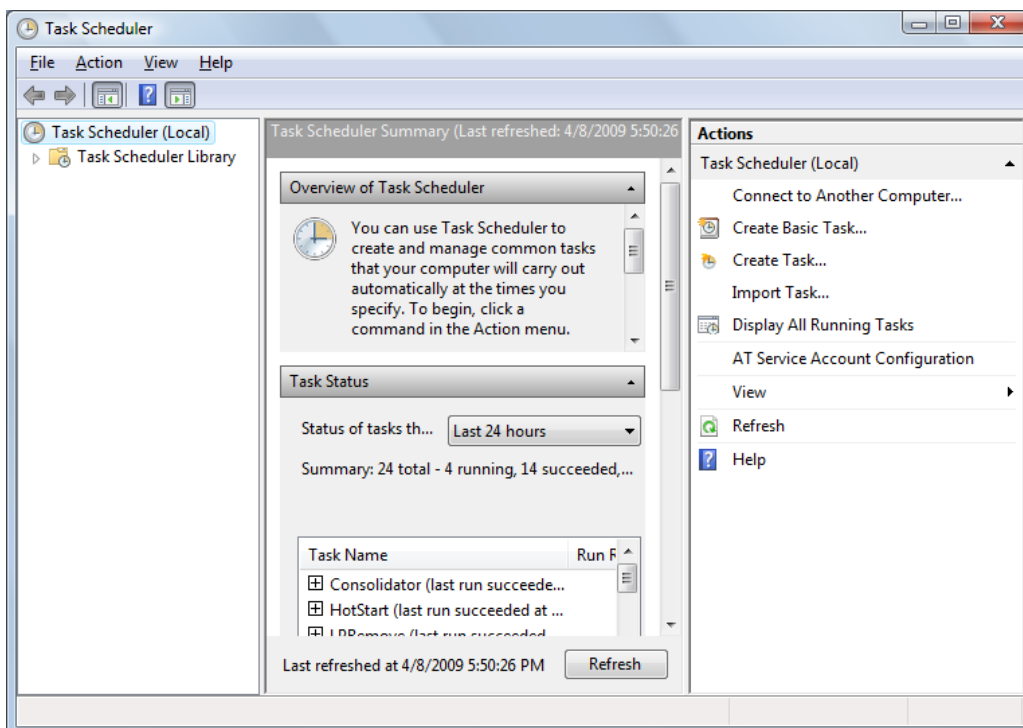 Task Scheduler
File Action View Help
Task Scheduler (Local)
Task Scheduler Library
Task Scheduler Summary (Last refreshed: 4/8/2009 5:50:26
Overview of Task Scheduler
You can use Task Scheduler to
create and manage common tasks
that your computer will carry out
automatically at the times you
specify. To begin, click a
command in the Action menu.
Task Status
Status of tasks th... Last 24 hours
Summary: 24 total - 4 running, 14 succeeded,...
Task Name Run R
Consolidator (last run succeede...
HotStart (last run succeeded at ...
LPRemove (last run succeeded
Last refreshed at 4/8/2009 5:50:26 PM Refresh
Actions
Task Scheduler (Local)
Connect to Another Computer...
Create Basic Task...
Create Task...
Import Task...
Display All Running Tasks
AT Service Account Configuration
View
Refresh
Help